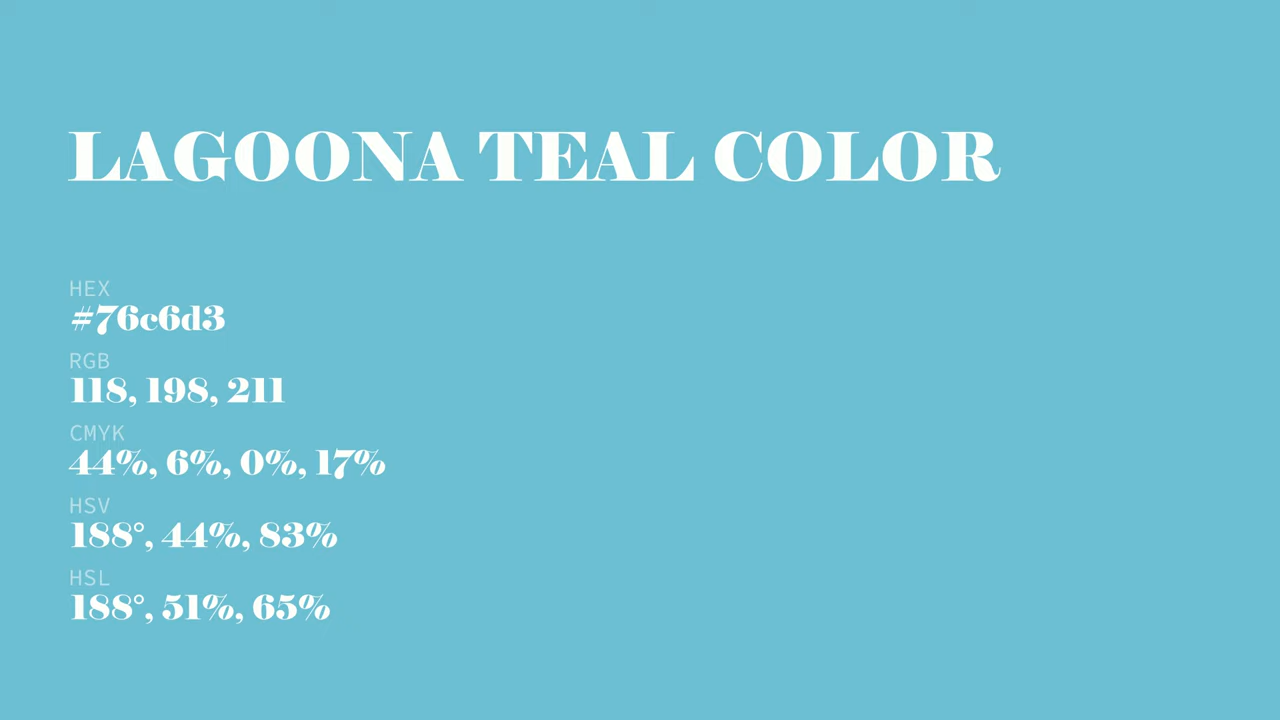 LAGOONA TEAL COLOR
HEX
#76c6d3
RGB
118, 198, 211
CMYK
44%, 6%, 0%, 17%
HSV
188°, 44%, 83%
HSL
188°, 51%, 65%